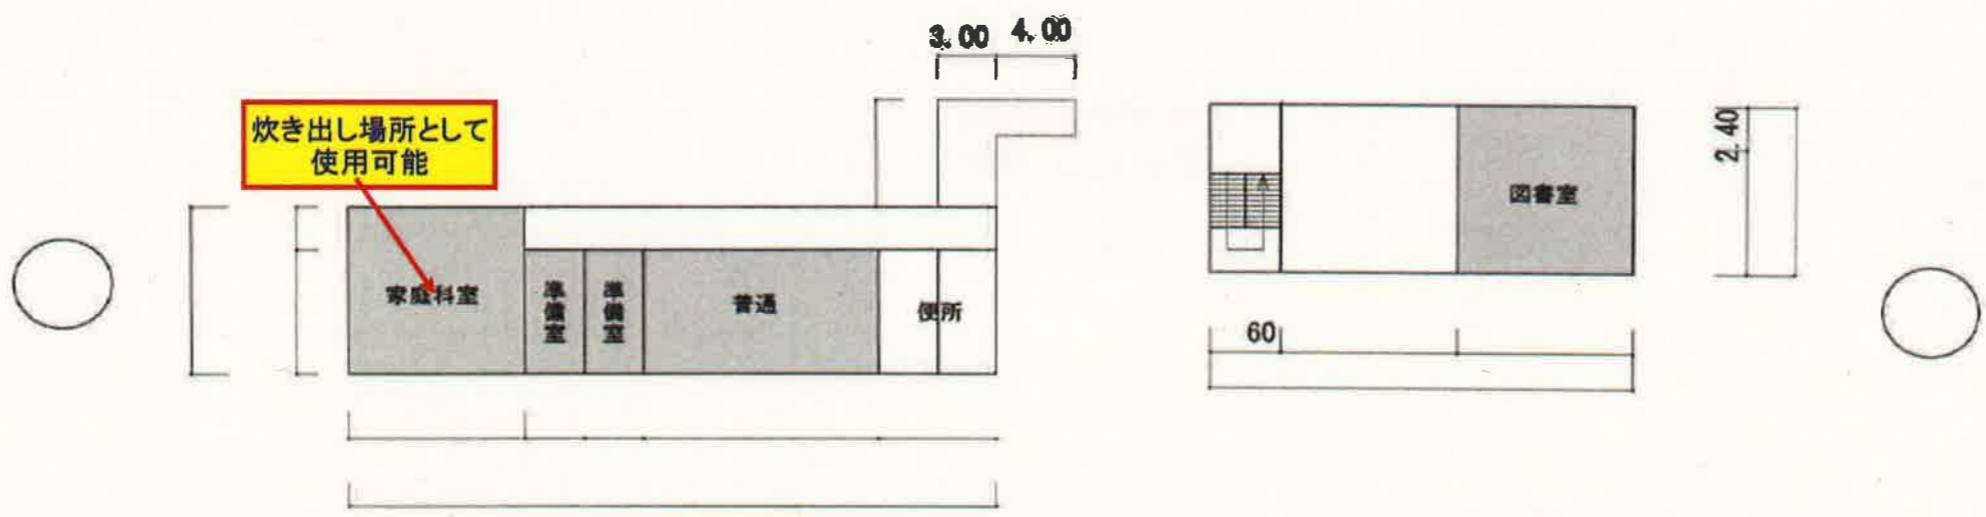 3.00 4.00
炊き出し場所として
使用可能
家庭科室
準備室
準備室
普通
便所
図書室
2.40
60